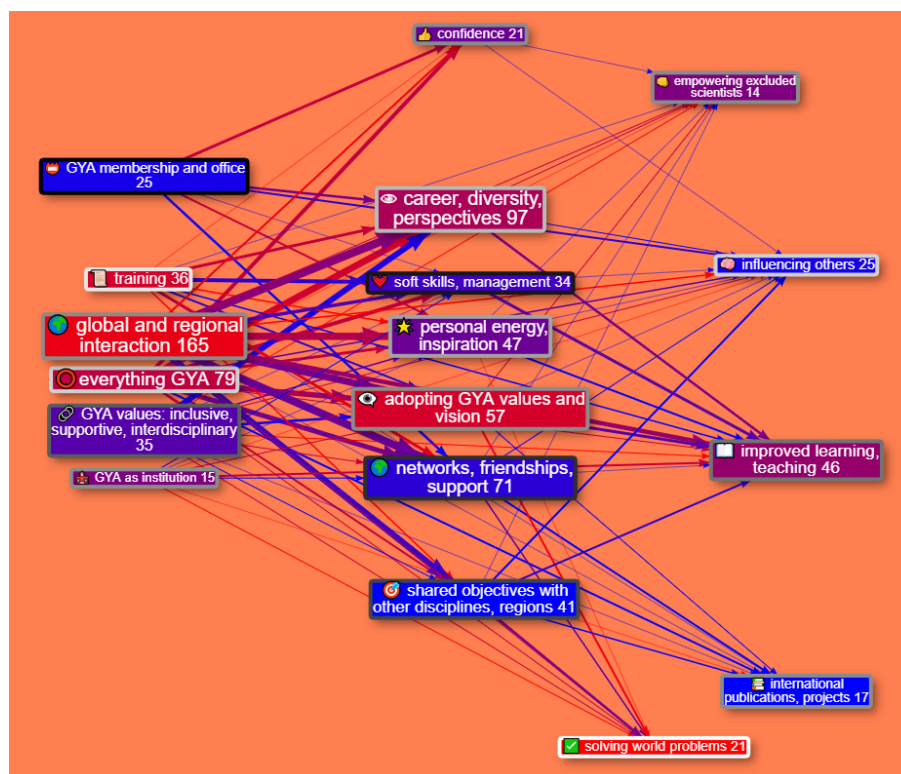 confidence 21
empowering excluded
scientists 14
GYA membership and office
25
career, diversity,
perspectives 97
influencing others 25
training 36
soft skills, management 34
global and regional
interaction 165
personal energy,
inspiration 47
everything GYA 79
adopting GYA values and
vision 57
GYA values: inclusive,
supportive, interdisciplinary
35
improved learning,
teaching 46
networks, friendships,
support 71
GYA as institution 15
shared objectives with
other disciplines, regions 41
international
publications, projects 17
solving world problems 21